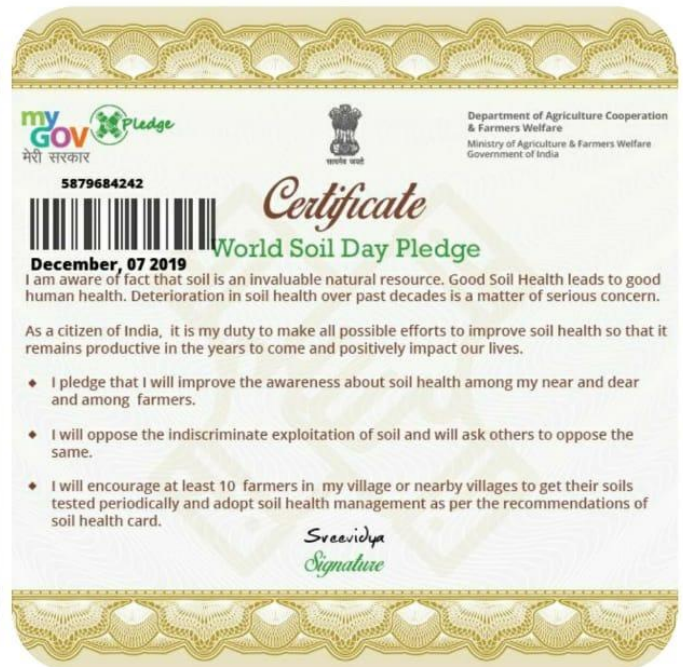 my
GOV
मेरी सरकार
Pledge
सत्यमेव जयते
Department of Agriculture Cooperation
& Farmers Welfare
Ministry of Agriculture & Farmers Welfare
Government of India
5879684242
Certificate
World Soil Day Pledge
December, 07 2019
I am aware of fact that soil is an invaluable natural resource. Good Soil Health leads to good
human health. Deterioration in soil health over past decades is a matter of serious concern.
As a citizen of India, it is my duty to make all possible efforts to improve soil health so that it
remains productive in the years to come and positively impact our lives.
◆ I pledge that I will improve the awareness about soil health among my near and dear
and among farmers.
◆ I will oppose the indiscriminate exploitation of soil and will ask others to oppose the
same.
◆ I will encourage at least 10 farmers in my village or nearby villages to get their soils
tested periodically and adopt soil health management as per the recommendations of
soil health card.
Sreevidya
Signature